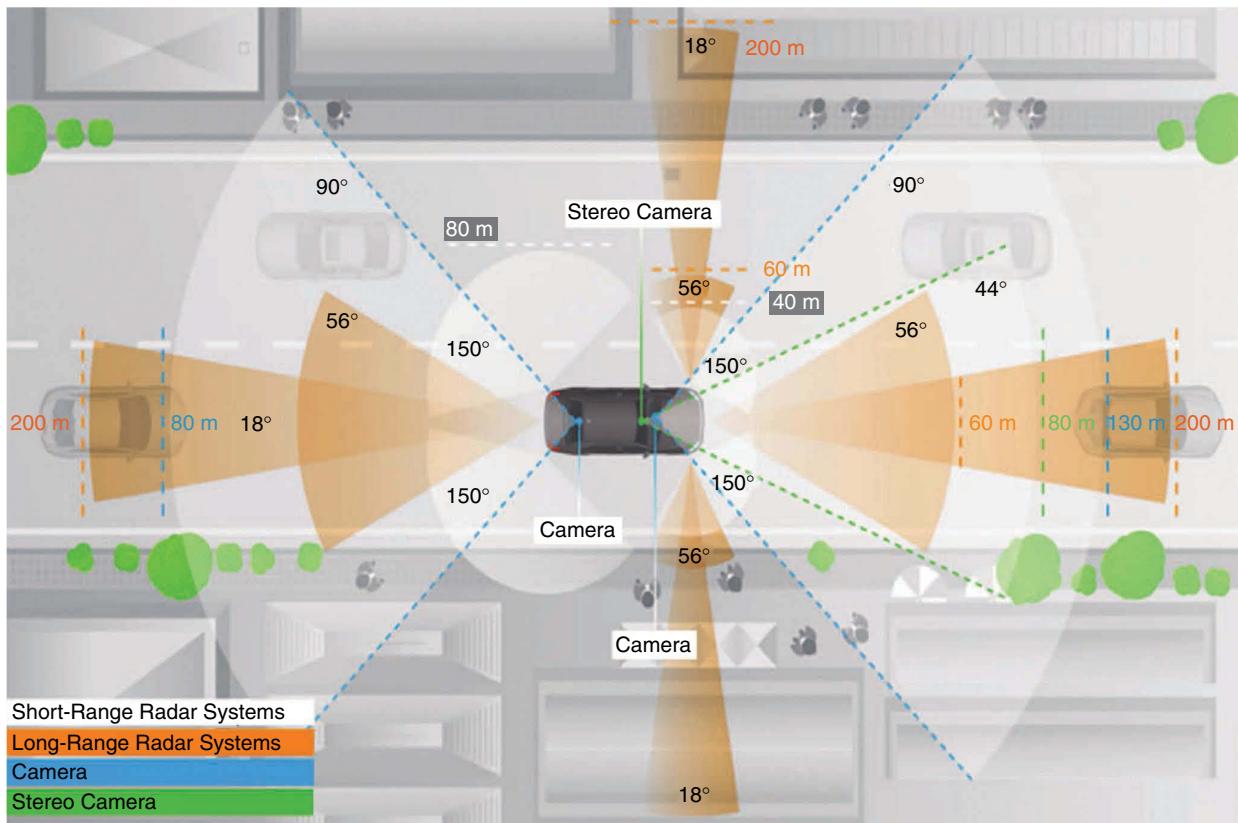 18°
200 m
90°
90°
Stereo Camera
80 m
60 m
56°
40 m
44°
56°
56°
150°
150°
200 m
80 m
18°
60 m
80 m
130 m
200 m
150°
150°
Camera
56°
Camera
18°
Short-Range Radar Systems
Long-Range Radar Systems
Camera
Stereo Camera